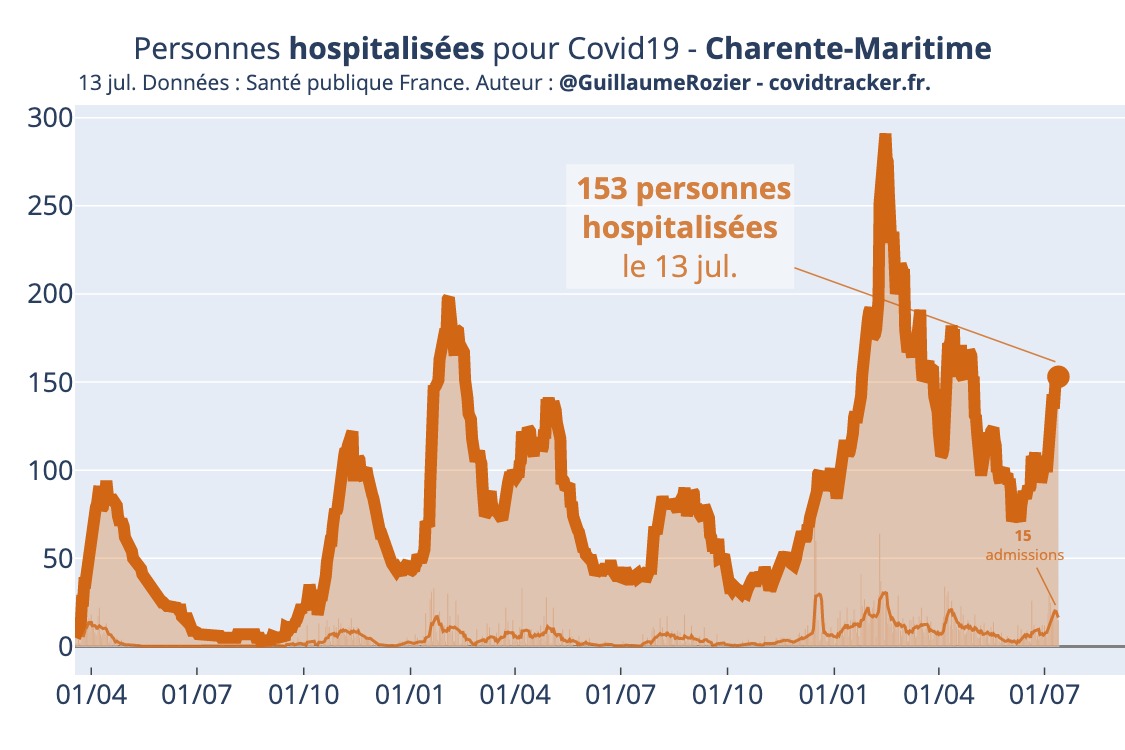 Personnes hospitalisées pour Covid19 - Charente-Maritime
13 jul. Données : Santé publique France. Auteur : @GuillaumeRozier - covidtracker.fr.
300
250
200
150
100
50
0
153 personnes
hospitalisées
le 13 jul.
15
admissions
01/04 01/07 01/10 01/01 01/04 01/07 01/10 01/01 01/04 01/07